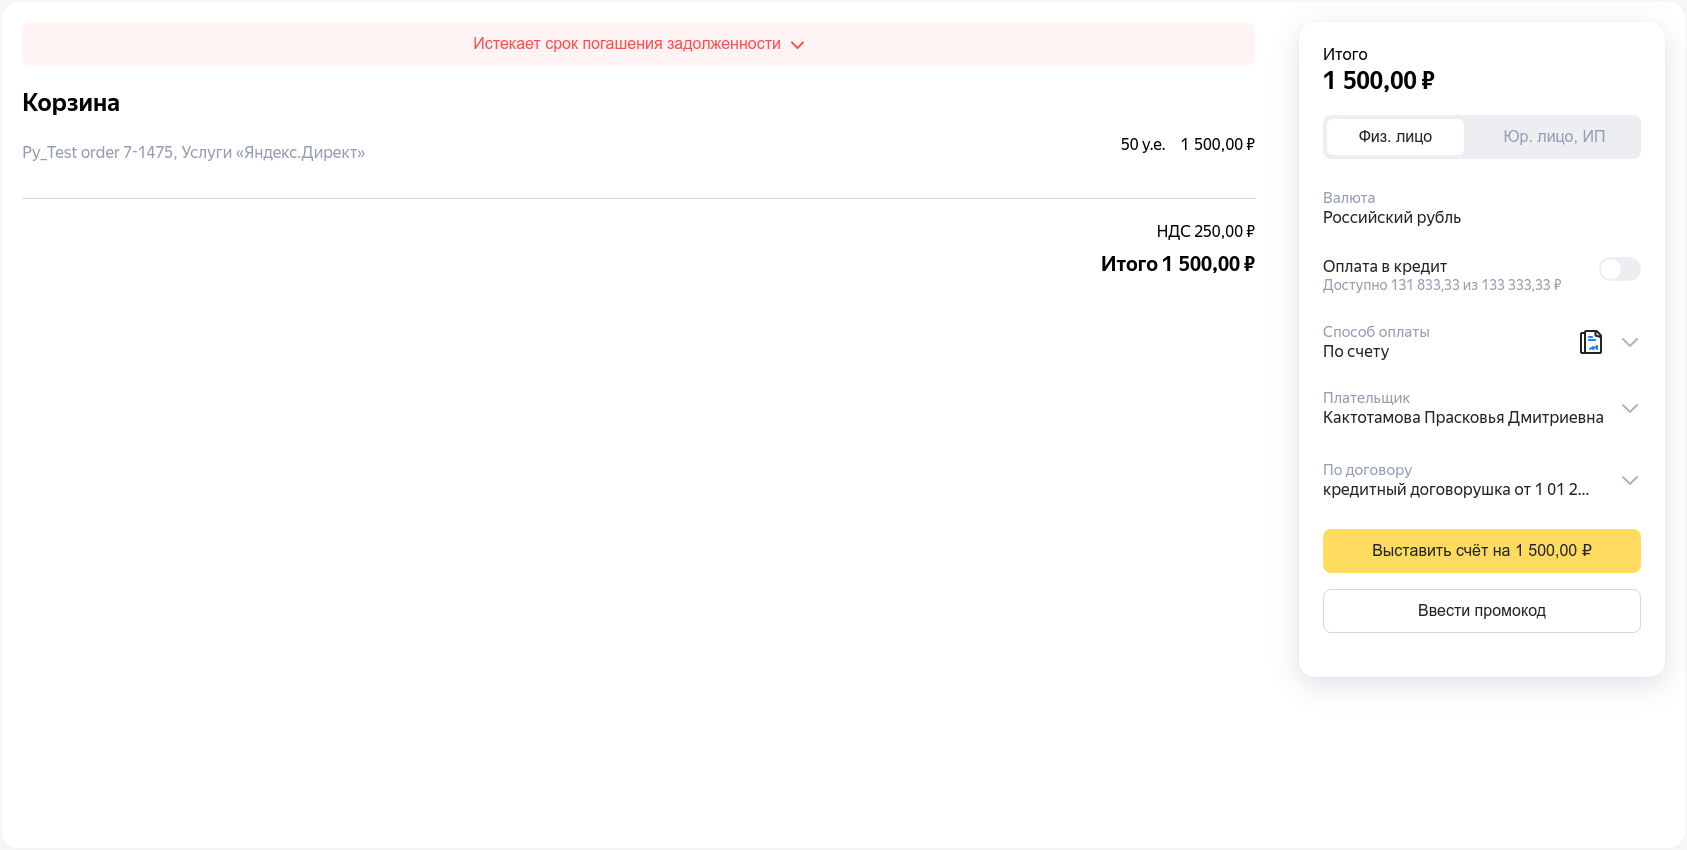 Истекает срок погашения задолженности
Корзина
Py_Test order 7-1475, Услуги «Яндекс.Директ»
50 у.е. 1 500,00 ₽
НДС 250,00 ₽
Итого 1 500,00 ₽
Итого
1 500,00 ₽
Физ. лицо
Юр. лицо, ИП
Валюта
Российский рубль
Оплата в кредит
Доступно 131 833,33 из 133 333,33 ₽
Способ оплаты
По счету
Плательщик
Кактотамова Прасковья Дмитриевна
По договору
кредитный договорушка от 1 01 2...
Выставить счёт на 1 500,00 ₽
Ввести промокод